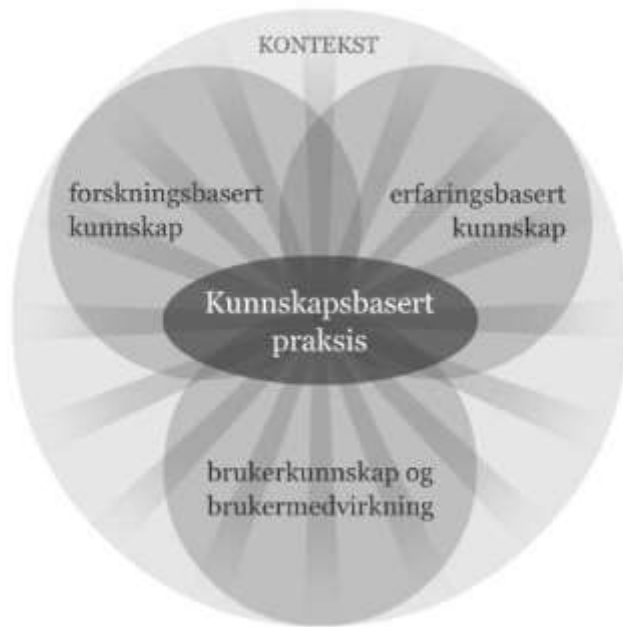 KONTEKST
forskningsbasert
kunnskap
erfaringsbasert
kunnskap
Kunnskapsbasert
praksis
brukerkunnskap og
brukermedvirkning